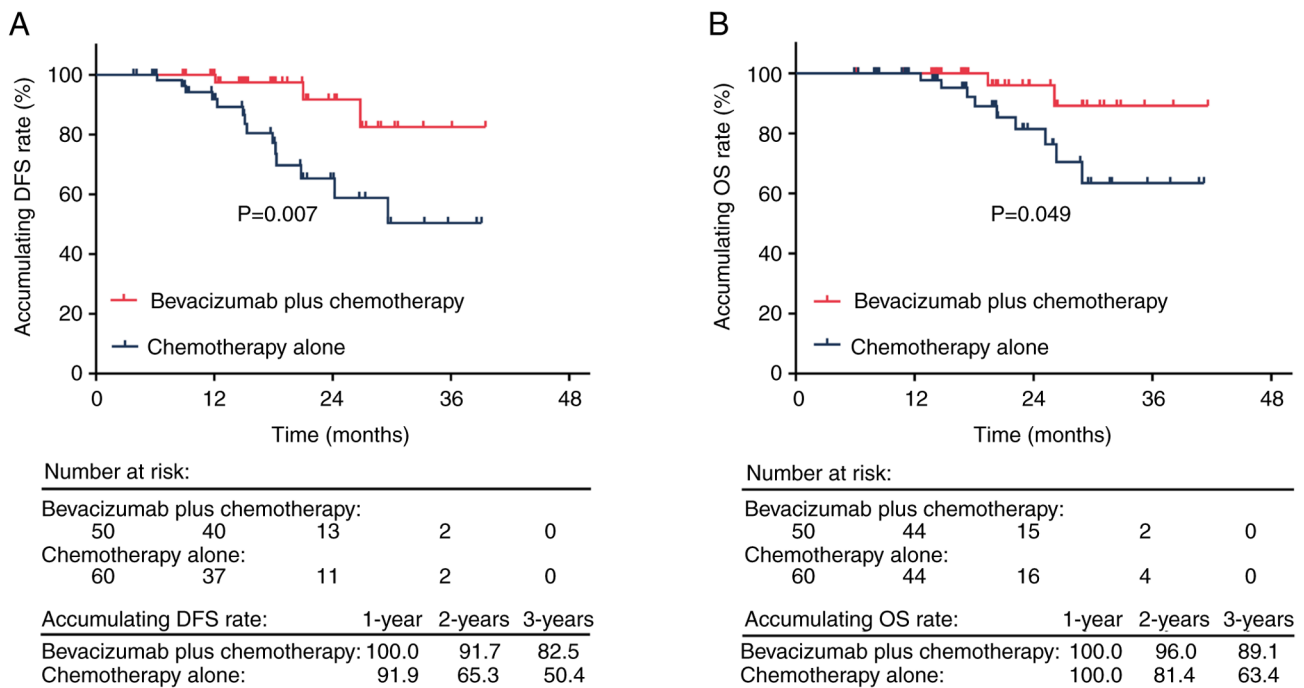 A
Accumulating DFS rate (%)
100
80
60
40
20
0
P=0.007
Bevacizumab plus chemotherapy
Chemotherapy alone
0 12 24 36 48
Time (months)
Number at risk:
Bevacizumab plus chemotherapy:
50 40 13 2 0
Chemotherapy alone:
60 37 11 2 0
Accumulating DFS rate: 1-year 2-years 3-years
Bevacizumab plus chemotherapy: 100.0 91.7 82.5
Chemotherapy alone: 91.9 65.3 50.4
B
Accumulating OS rate (%)
100
80
60
40
20
0
P=0.049
Bevacizumab plus chemotherapy
Chemotherapy alone
0 12 24 36 48
Time (months)
Number at risk:
Bevacizumab plus chemotherapy:
50 44 15 2 0
Chemotherapy alone:
60 44 16 4 0
Accumulating OS rate: 1-year 2-years 3-years
Bevacizumab plus chemotherapy: 100.0 96.0 89.1
Chemotherapy alone: 100.0 81.4 63.4